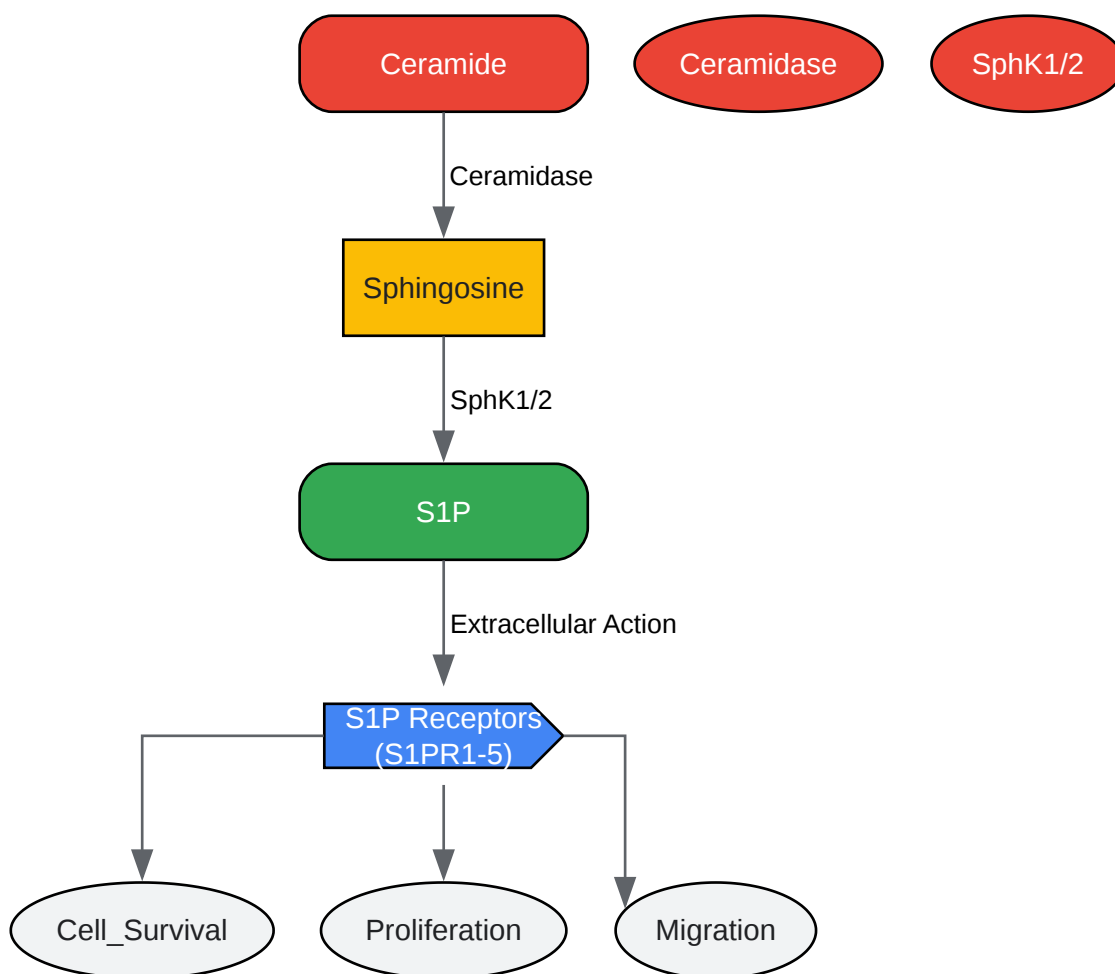 Ceramide
Ceramidase
SphK1/2
Ceramidase
Sphingosine
SphK1/2
S1P
Extracellular Action
S1P Receptors
(S1PR1-5)
Cell_Survival
Proliferation
Migration